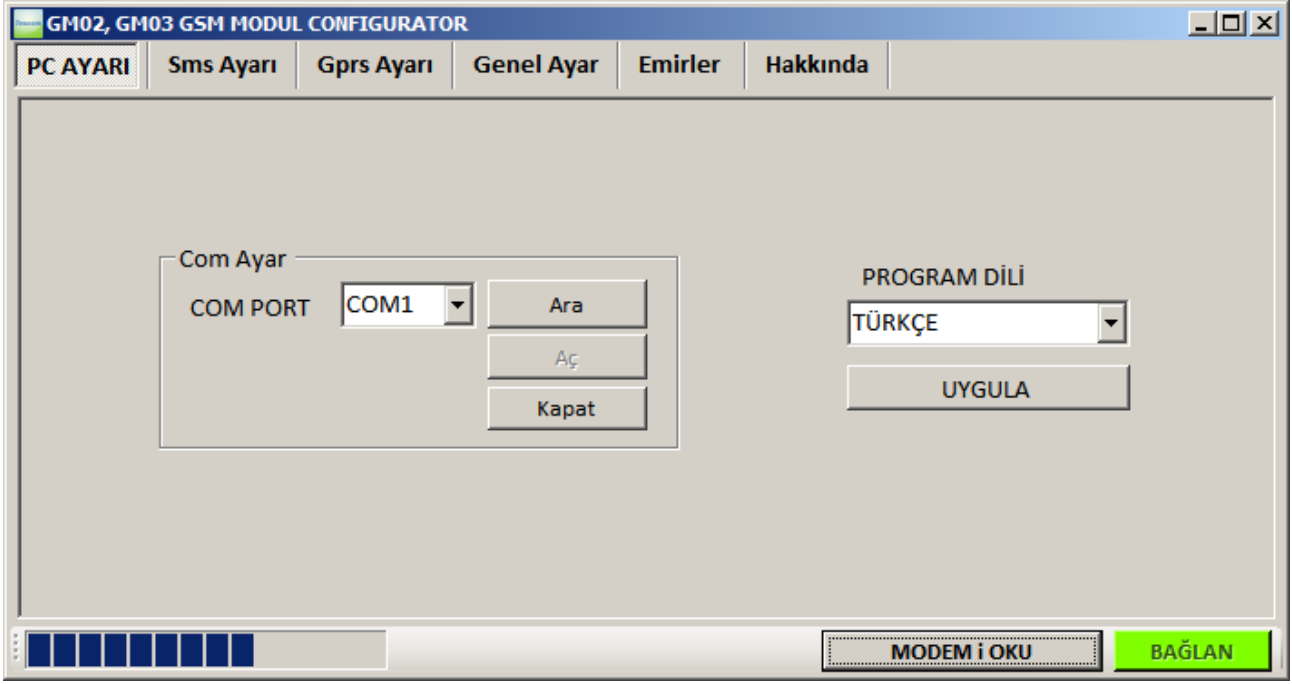 GM02, GM03 GSM MODUL CONFIGURATOR
PC AYARI Sms Ayarı Gprs Ayarı Genel Ayar Emirler Hakkında
Com Ayar
COM PORT COM1 Ara
Aç
Kapat
PROGRAM DİLİ
TÜRKÇE
UYGULA
MODEM i OKU BAĞLAN